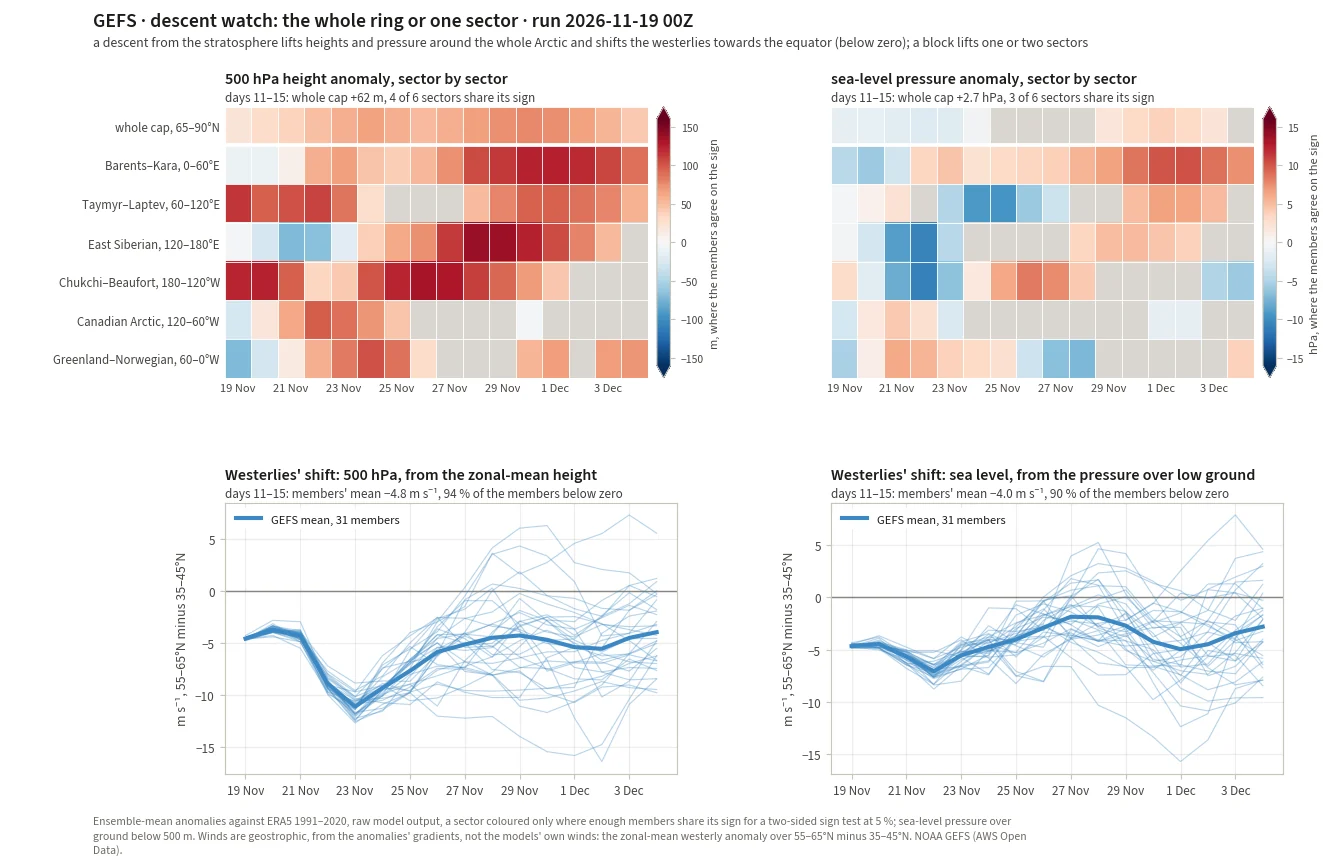 GEFS · descent watch: the whole ring or one sector · run 2026-11-19 00Z
a descent from the stratosphere lifts heights and pressure around the whole Arctic and shifts the westerlies towards the equator (below zero); a block lifts one or two sectors
500 hPa height anomaly, sector by sector
days 11–15: whole cap +62 m, 4 of 6 sectors share its sign
whole cap, 65–90°N
Barents–Kara, 0–60°E
Taymyr–Laptev, 60–120°E
East Siberian, 120–180°E
Chukchi–Beaufort, 180–120°W
Canadian Arctic, 120–60°W
Greenland–Norwegian, 60–0°W
19 Nov 21 Nov 23 Nov 25 Nov 27 Nov 29 Nov 1 Dec 3 Dec
150
100
50
0
−50
−100
−150
m, where the members agree on the sign
sea-level pressure anomaly, sector by sector
days 11–15: whole cap +2.7 hPa, 3 of 6 sectors share its sign
19 Nov 21 Nov 23 Nov 25 Nov 27 Nov 29 Nov 1 Dec 3 Dec
15
10
5
0
−5
−10
−15
hPa, where the members agree on the sign
Westerlies' shift: 500 hPa, from the zonal-mean height
days 11–15: members' mean −4.8 m s⁻¹, 94 % of the members below zero
GEFS mean, 31 members
m s⁻¹, 55–65°N minus 35–45°N
5
0
−5
−10
−15
19 Nov 21 Nov 23 Nov 25 Nov 27 Nov 29 Nov 1 Dec 3 Dec
Westerlies' shift: sea level, from the pressure over low ground
days 11–15: members' mean −4.0 m s⁻¹, 90 % of the members below zero
GEFS mean, 31 members
m s⁻¹, 55–65°N minus 35–45°N
5
0
−5
−10
−15
19 Nov 21 Nov 23 Nov 25 Nov 27 Nov 29 Nov 1 Dec 3 Dec
Ensemble-mean anomalies against ERA5 1991–2020, raw model output, a sector coloured only where enough members share its sign for a two-sided sign test at 5 %; sea-level pressure over
ground below 500 m. Winds are geostrophic, from the anomalies' gradients, not the models' own winds: the zonal-mean westerly anomaly over 55–65°N minus 35–45°N. NOAA GEFS (AWS Open
Data).